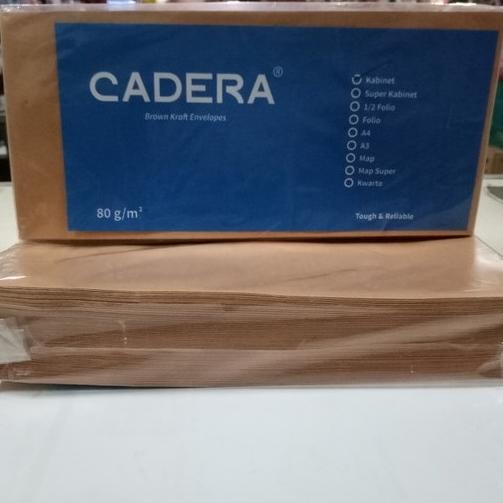 CADERA®
Brown Kraft Envelopes
80 g/m²
Kabinet
Super Kabinet
1/2 Folio
Folio
A4
A3
Map
Map Super
Kwarto
Tough & Reliable